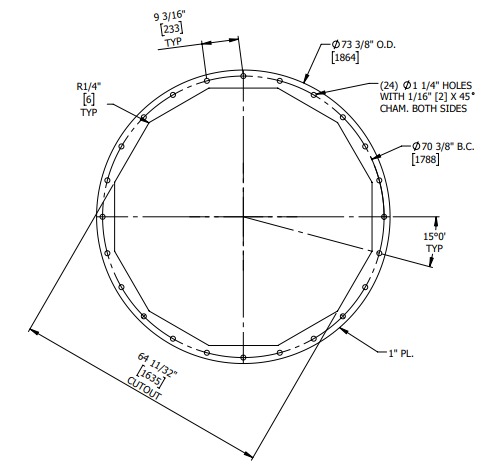 9 3/16"
[233]
TYP
Ø73 3/8" O.D.
[1864]
R1/4"
[6]
TYP
(24) Ø1 1/4" HOLES
WITH 1/16" [2] X 45°
CHAM. BOTH SIDES
Ø70 3/8" B.C.
[1788]
15°0'
TYP
1" PL.
64 11/32"
[1635]
CUTOUT